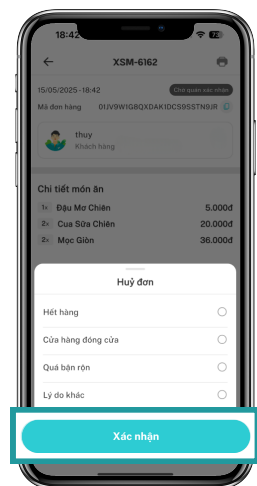 18:42
XSM-6162
15/05/2025 -18:42
Chờ quán xác nhận
Mã đơn hàng 01JV9W1GBQXDAK1DCS9SSTN9JR
thuy
Khách hàng
Chi tiết món ăn
1x Đậu Mơ Chiên 5.000đ
2x Cua Sữa Chiên 20.000đ
2x Mọc Giòn 36.000đ
Huỷ đơn
Hết hàng
Cửa hàng đóng cửa
Quá bận rộn
Lý do khác
Xác nhận